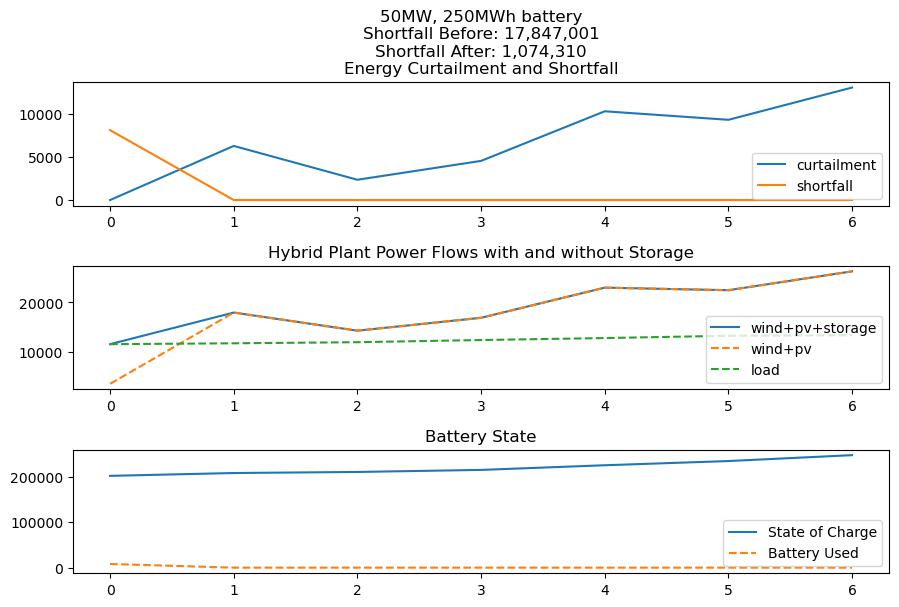 50MW, 250MWh battery
Shortfall Before: 17,847,001
Shortfall After: 1,074,310
Energy Curtailment and Shortfall
10000
5000
0
curtailment
shortfall
0 1 2 3 4 5 6
Hybrid Plant Power Flows with and without Storage
20000
10000
wind+pv+storage
wind+pv
load
0 1 2 3 4 5 6
Battery State
200000
100000
0
State of Charge
Battery Used
0 1 2 3 4 5 6